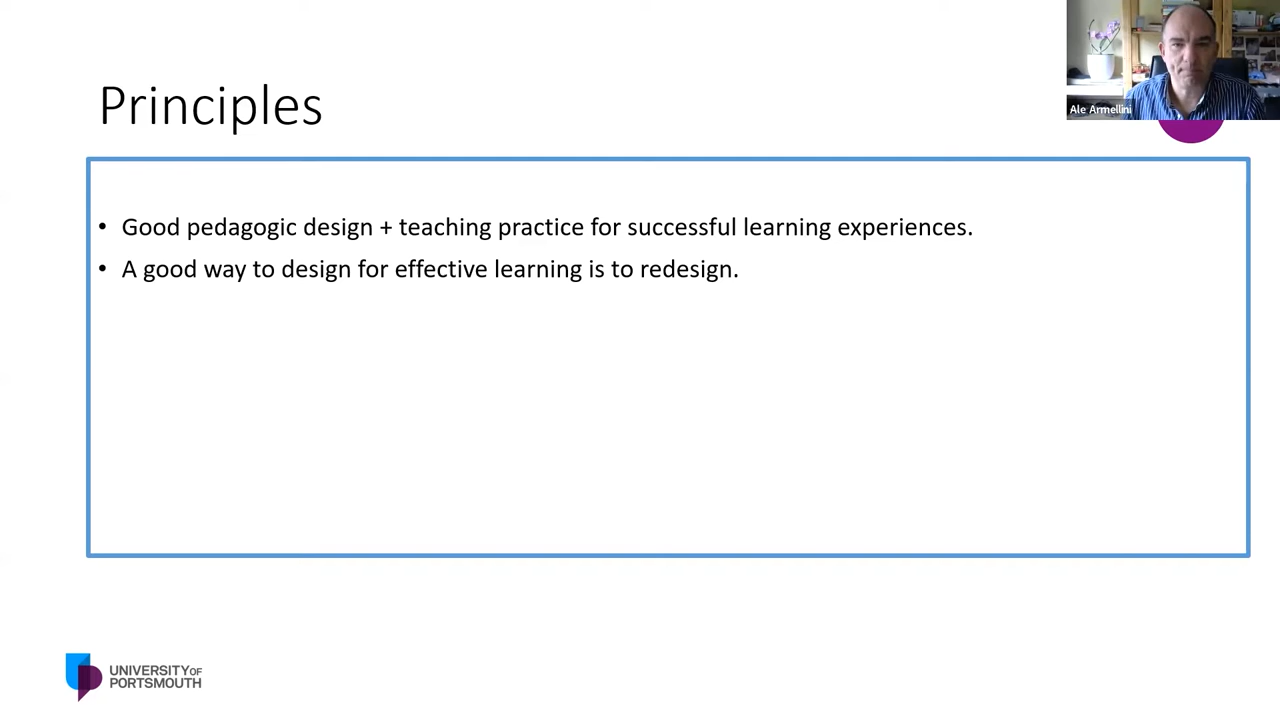 Ale Armellini
Principles
• Good pedagogic design + teaching practice for successful learning experiences.
• A good way to design for effective learning is to redesign.
UNIVERSITY OF
PORTSMOUTH